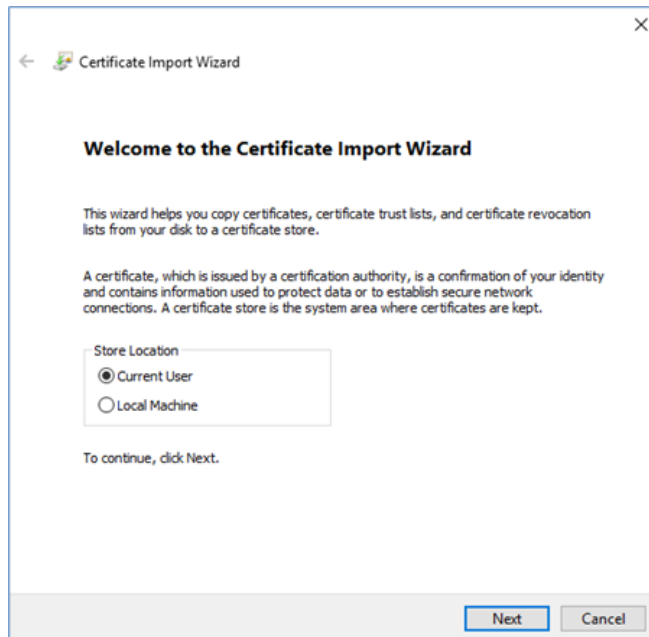 Certificate Import Wizard
Welcome to the Certificate Import Wizard
This wizard helps you copy certificates, certificate trust lists, and certificate revocation
lists from your disk to a certificate store.
A certificate, which is issued by a certification authority, is a confirmation of your identity
and contains information used to protect data or to establish secure network
connections. A certificate store is the system area where certificates are kept.
Store Location
Current User
Local Machine
To continue, click Next.
Next Cancel